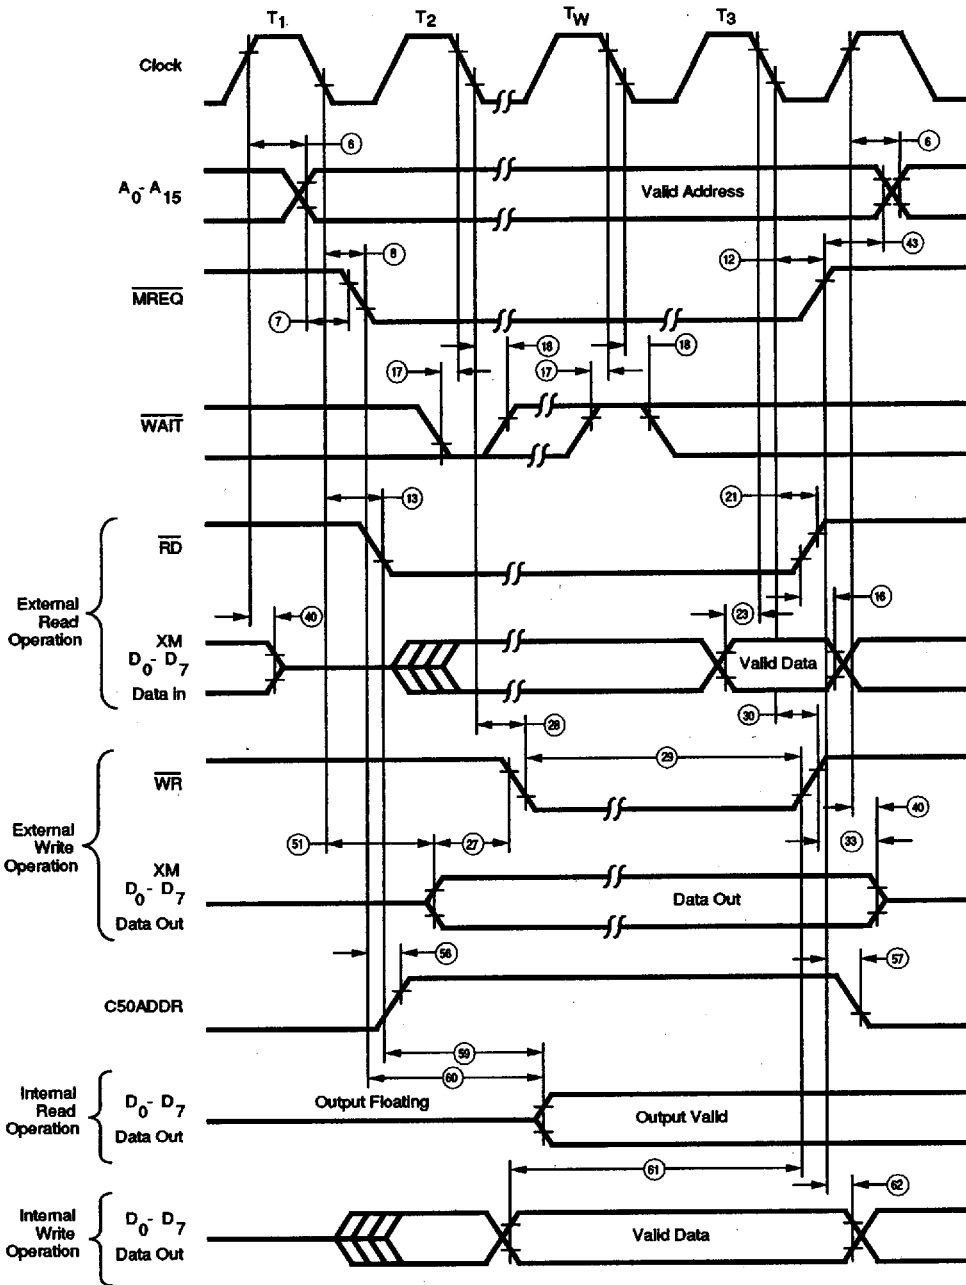 T1 T2 TW T3
Clock
6 6
A0- A15
Valid Address
8 12 43
MREQ
7
18 18
17 17
WAIT
13 21
RD
External
Read
Operation
40 23 16
XM
D0- D7
Data in
Valid Data
28 30
WR
29
40
External
Write
Operation
51 27 33
XM
D0- D7
Data Out
Data Out
56 57
C50ADDR
59
60
Internal
Read
Operation
D0- D7
Data Out
Output Floating
Output Valid
61
62
Internal
Write
Operation
D0- D7
Data Out
Valid Data